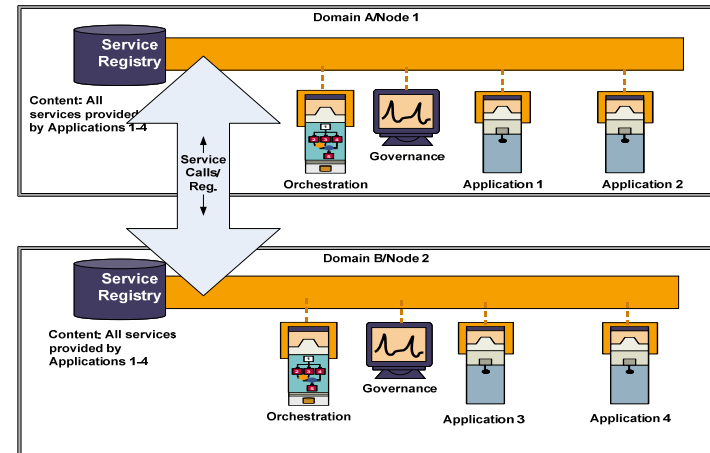 Domain A/Node 1
Service
Registry
Content: All
services provided
by Applications 1-4
Service
Calls/
Reg.
Orchestration
Governance
Application 1
Application 2
Domain B/Node 2
Service
Registry
Content: All services
provided by
Applications 1-4
Orchestration
Governance
Application 3
Application 4